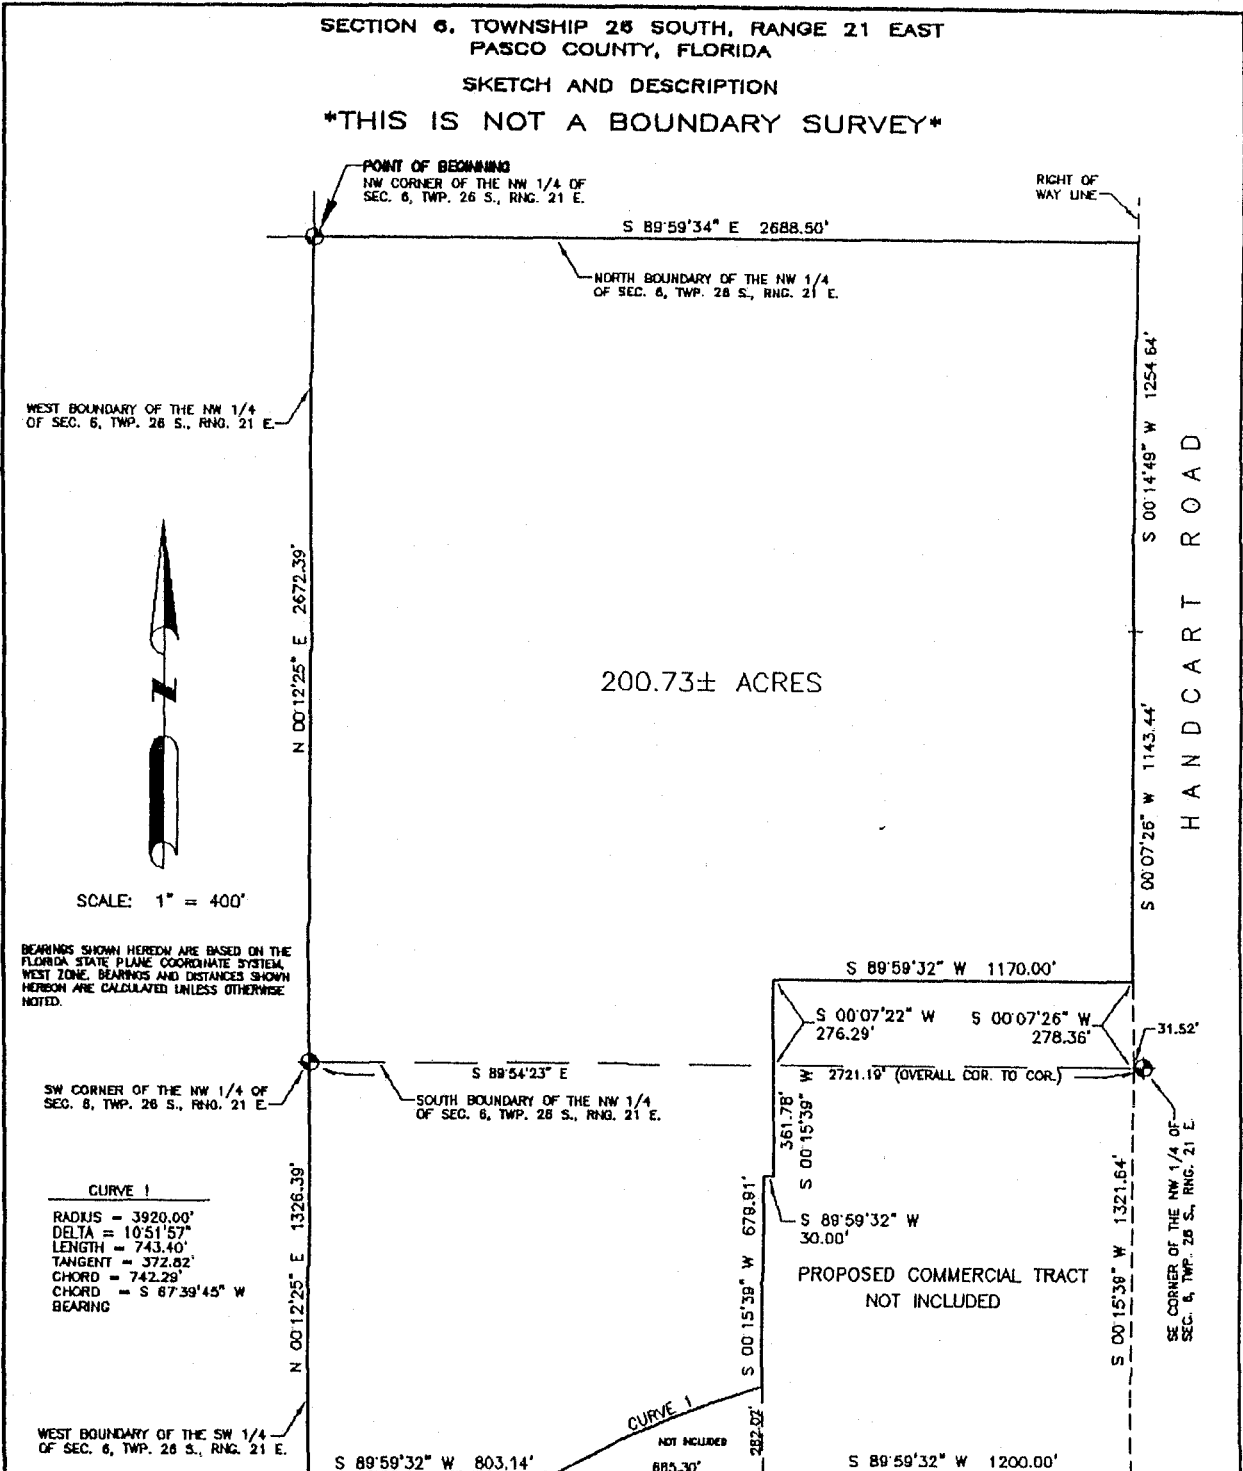 SECTION 6, TOWNSHIP 26 SOUTH, RANGE 21 EAST
PASCO COUNTY, FLORIDA
SKETCH AND DESCRIPTION
*THIS IS NOT A BOUNDARY SURVEY*
POINT OF BEGINNING
NW CORNER OF THE NW 1/4 OF
SEC. 6, TWP. 26 S., RNG. 21 E.
RIGHT OF
WAY LINE
S 89°59'34" E 2688.50'
NORTH BOUNDARY OF THE NW 1/4
OF SEC. 6, TWP. 26 S., RNG. 21 E.
S 00°14'49" W 1254.64'
WEST BOUNDARY OF THE NW 1/4
OF SEC. 6, TWP. 26 S., RNG. 21 E.
HANDCART ROAD
N 00°12'25" E 2672.39'
N
200.73± ACRES
S 00°07'26" W 1143.44'
SCALE: 1" = 400'
BEARINGS SHOWN HEREON ARE BASED ON THE
FLORIDA STATE PLANE COORDINATE SYSTEM,
WEST ZONE. BEARINGS AND DISTANCES SHOWN
HEREON ARE CALCULATED UNLESS OTHERWISE
NOTED.
S 89°59'32" W 1170.00'
S 00°07'22" W
276.29'
S 00°07'26" W
278.36'
31.52'
S 89°54'23" E
2721.19' (OVERALL COR. TO COR.)
SW CORNER OF THE NW 1/4 OF
SEC. 6, TWP. 26 S., RNG. 21 E.
SOUTH BOUNDARY OF THE NW 1/4
OF SEC. 6, TWP. 26 S., RNG. 21 E.
361.78'
S 00°15'39" W
SE CORNER OF THE NW 1/4 OF
SEC. 6, TWP. 26 S., RNG. 21 E.
CURVE 1
RADIUS = 3920.00'
DELTA = 10°51'57"
LENGTH = 743.40'
TANGENT = 372.82'
CHORD = 742.29'
CHORD = S 67°39'45" W
BEARING
N 00°12'25" E 1326.39'
S 00°15'39" W 679.91'
S 89°59'32" W
30.00'
S 00°15'39" W 1321.64'
PROPOSED COMMERCIAL TRACT
NOT INCLUDED
CURVE 1
NOT INCLUDED
282.02'
WEST BOUNDARY OF THE SW 1/4
OF SEC. 6, TWP. 26 S., RNG. 21 E.
S 89°59'32" W 803.14'
685.30'
S 89°59'32" W 1200.00'